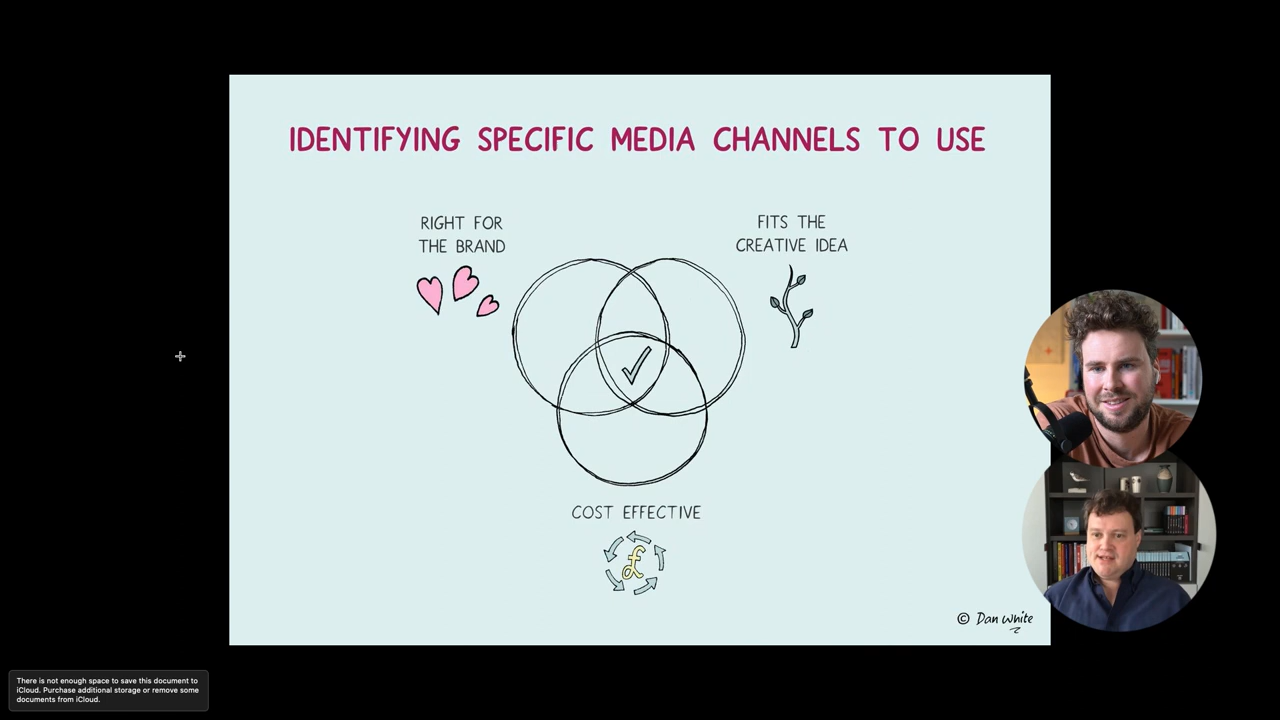 IDENTIFYING SPECIFIC MEDIA CHANNELS TO USE
RIGHT FOR
THE BRAND
FITS THE
CREATIVE IDEA
COST EFFECTIVE
£
© Dan White
There is not enough space to save this document to
iCloud. Purchase additional storage or remove some
documents from iCloud.